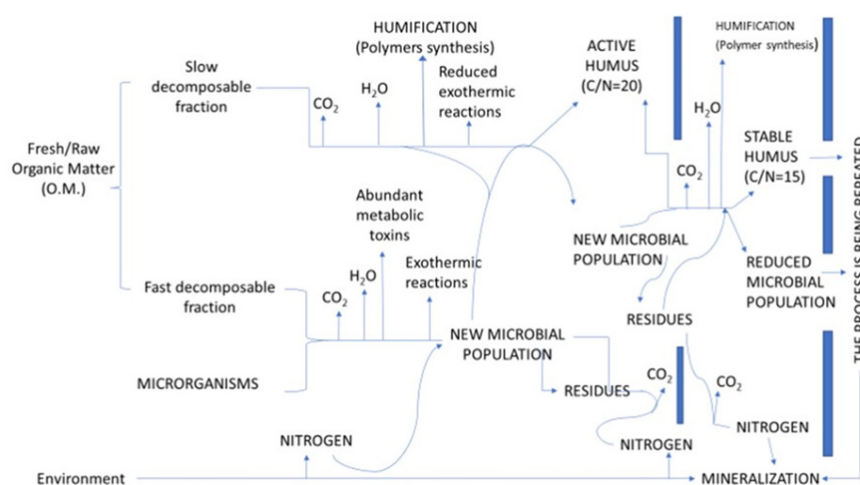 HUMIFICATION
(Polymers synthesis)
Slow
decomposable
fraction
CO2
H2O
Reduced
exothermic
reactions
ACTIVE
HUMUS
(C/N=20)
HUMIFICATION
(Polymer synthesis)
H2O
CO2
STABLE
HUMUS
(C/N=15)
Fresh/Raw
Organic Matter
(O.M.)
Abundant
metabolic
toxins
NEW MICROBIAL
POPULATION
REDUCED
MICROBIAL
POPULATION
THE PROCESS IS BEING REPEATED
Fast decomposable
fraction
CO2
H2O
Exothermic
reactions
RESIDUES
NEW MICROBIAL
POPULATION
MICRORGANISMS
RESIDUES
CO2
CO2
NITROGEN
NITROGEN
NITROGEN
Environment
MINERALIZATION